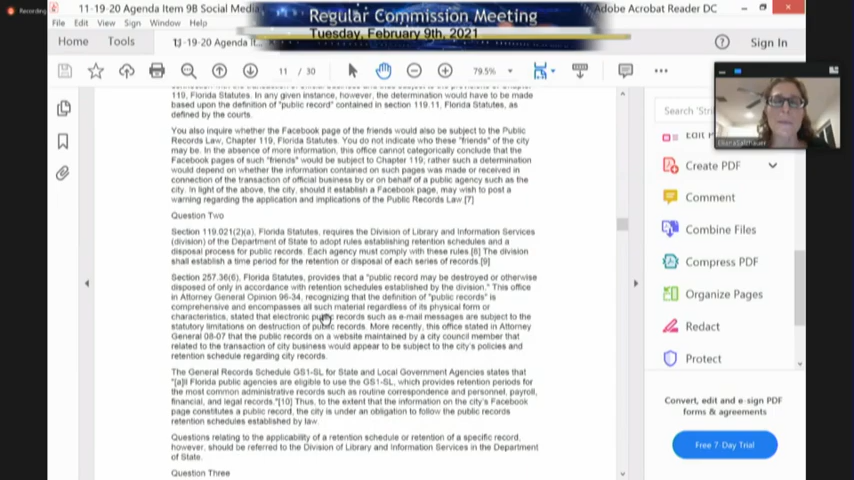 Recording
11-19-20 Agenda Item 9B Social Media
Regular Commission Meeting
Tuesday, February 9th, 2021
7. Adobe Acrobat Reader DC
File Edit View Sign Window
Home Tools
11-19-20 Agenda It...
Sign In
11 / 30
79.5%
119, Florida Statutes. In any given instance, however, the determination would have to be made
based upon the definition of "public record" contained in section 119.11, Florida Statutes, as
defined by the courts.
You also inquire whether the Facebook page of the friends would also be subject to the Public
Records Law, Chapter 119, Florida Statutes. You do not indicate who these "friends" of the city
may be. In the absence of more information, this office cannot categorically conclude that the
Facebook pages of such "friends" would be subject to Chapter 119, rather such a determination
would depend on whether the information contained on such pages was made or received in
connection of the transaction of official business by or on behalf of a public agency such as the
city. In light of the above, the city, should it establish a Facebook page, may wish to post a
warning regarding the application and implications of the Public Records Law.[7]
Question Two
Section 119.021(2)(a), Florida Statutes, requires the Division of Library and Information Services
(division) of the Department of State to adopt rules establishing retention schedules and a
disposal process for public records. Each agency must comply with these rules.[8] The division
shall establish a time period for the retention or disposal of each series of records.[9]
Section 257.36(6), Florida Statutes, provides that a "public record may be destroyed or otherwise
disposed of only in accordance with retention schedules established by the division." This office
in Attorney General Opinion 96-34, recognizing that the definition of "public records" is
comprehensive and encompasses all such material regardless of its physical form or
characteristics, stated that electronic public records such as e-mail messages are subject to the
statutory limitations on destruction of public records. More recently, this office stated in Attorney
General 08-07 that the public records on a website maintained by a city council member that
related to the transaction of city business would appear to be subject to the city's policies and
retention schedule regarding city records.
The General Records Schedule GS1-SL for State and Local Government Agencies states that
"[a]ll Florida public agencies are eligible to use the GS1-SL, which provides retention periods for
the most common administrative records such as routine correspondence and personnel, payroll,
financial, and legal records."[10] Thus, to the extent that the information on the city's Facebook
page constitutes a public record, the city is under an obligation to follow the public records
retention schedules established by law.
Questions relating to the applicability of a retention schedule or retention of a specific record,
however, should be referred to the Division of Library and Information Services in the Department
of State.
Question Three
Search 'Sti
Edit PDF
Create PDF
Comment
Combine Files
Compress PDF
Organize Pages
Redact
Protect
Convert, edit and e-sign PDF
forms & agreements
Free 7-Day Trial